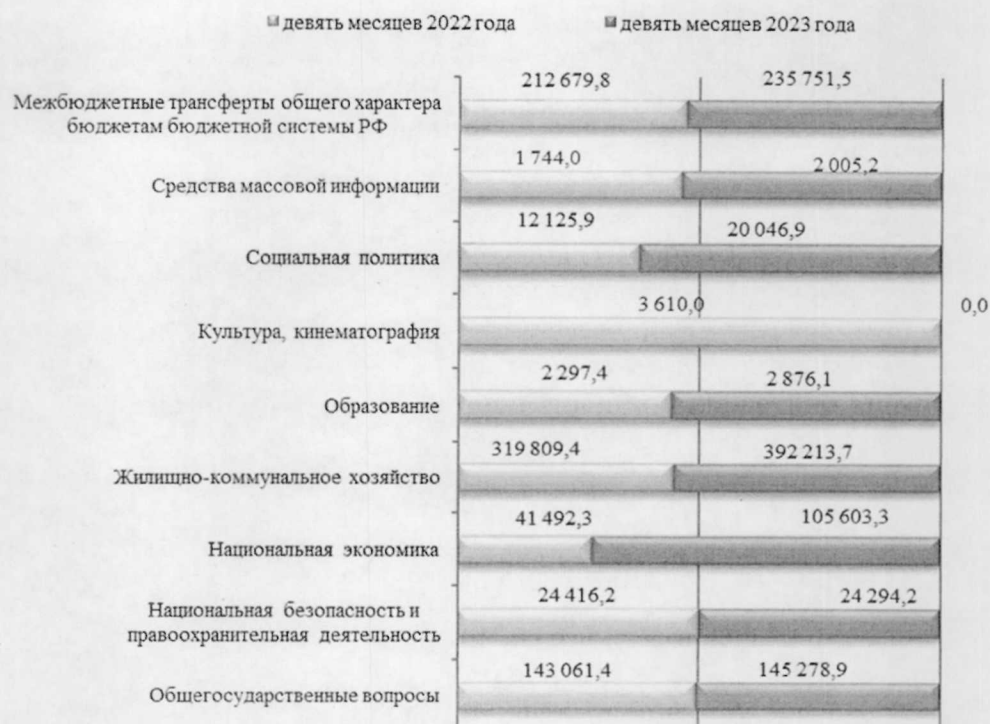 девять месяцев 2022 года девять месяцев 2023 года
212 679,8 235 751,5
Межбюджетные трансферты общего характера
бюджетам бюджетной системы РФ
1 744,0 2 005,2
Средства массовой информации
12 125,9 20 046,9
Социальная политика
3 610,0 0,0
Культура, кинематография
2 297,4 2 876,1
Образование
319 809,4 392 213,7
Жилищно-коммунальное хозяйство
41 492,3 105 603,3
Национальная экономика
24 416,2 24 294,2
Национальная безопасность и
правоохранительная деятельность
143 061,4 145 278,9
Общегосударственные вопросы